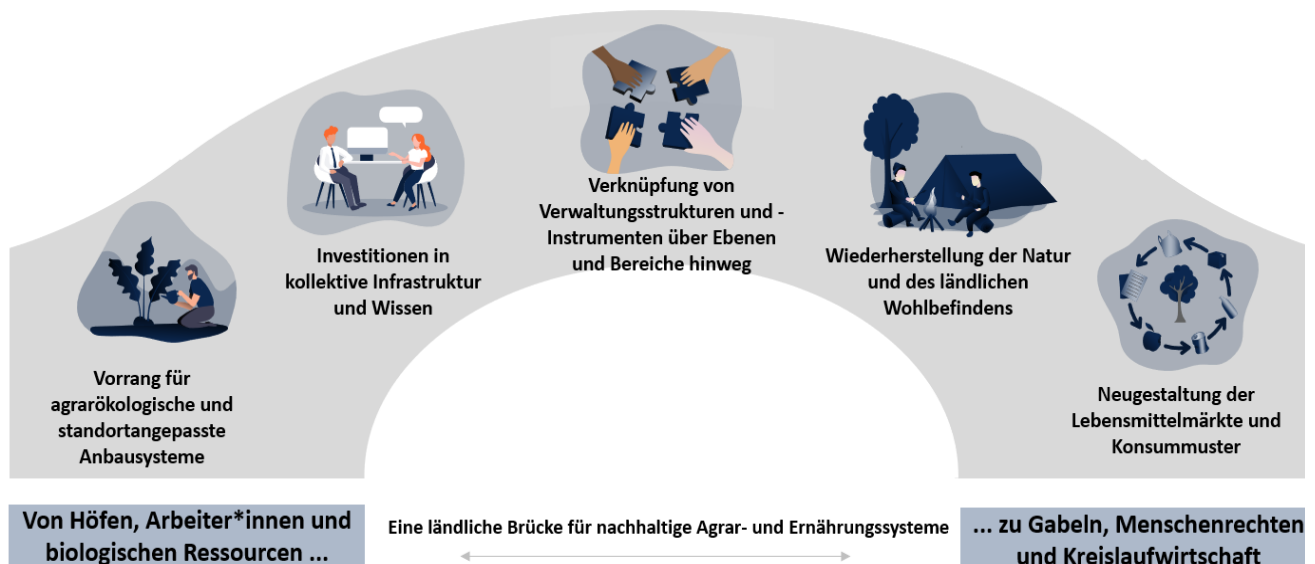 Verknüpfung von
Verwaltungsstrukturen und -
Instrumenten über Ebenen
und Bereiche hinweg
Investitionen in
kollektive Infrastruktur
und Wissen
Wiederherstellung der Natur
und des ländlichen
Wohlbefindens
Vorrang für
agrarökologische und
standortangepasste
Anbausysteme
Neugestaltung der
Lebensmittelmärkte und
Konsummuster
Von Höfen, Arbeiter*innen und
biologischen Ressourcen ...
Eine ländliche Brücke für nachhaltige Agrar- und Ernährungssysteme
... zu Gabeln, Menschenrechten
und Kreislaufwirtschaft